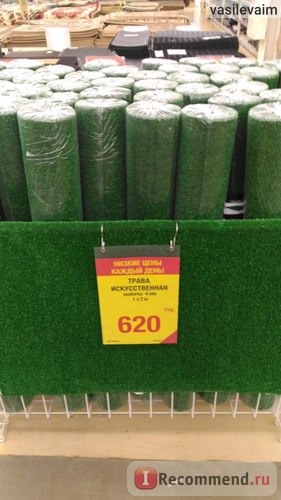 vasilevaim
НИЗКИЕ ЦЕНЫ
КАЖДЫЙ ДЕНЬ!
ТРАВА
ИСКУССТВЕННАЯ
4 мм
1 x 2 м
РУБ.
620
IRecommend.ru